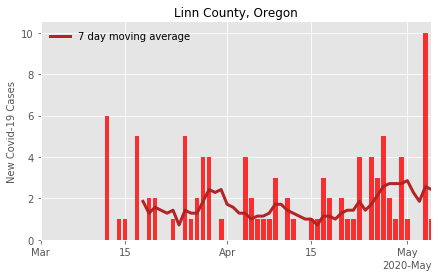 Linn County, Oregon
7 day moving average
New Covid-19 Cases
10
8
6
4
2
0
Mar 15 Apr 15 May
2020-May